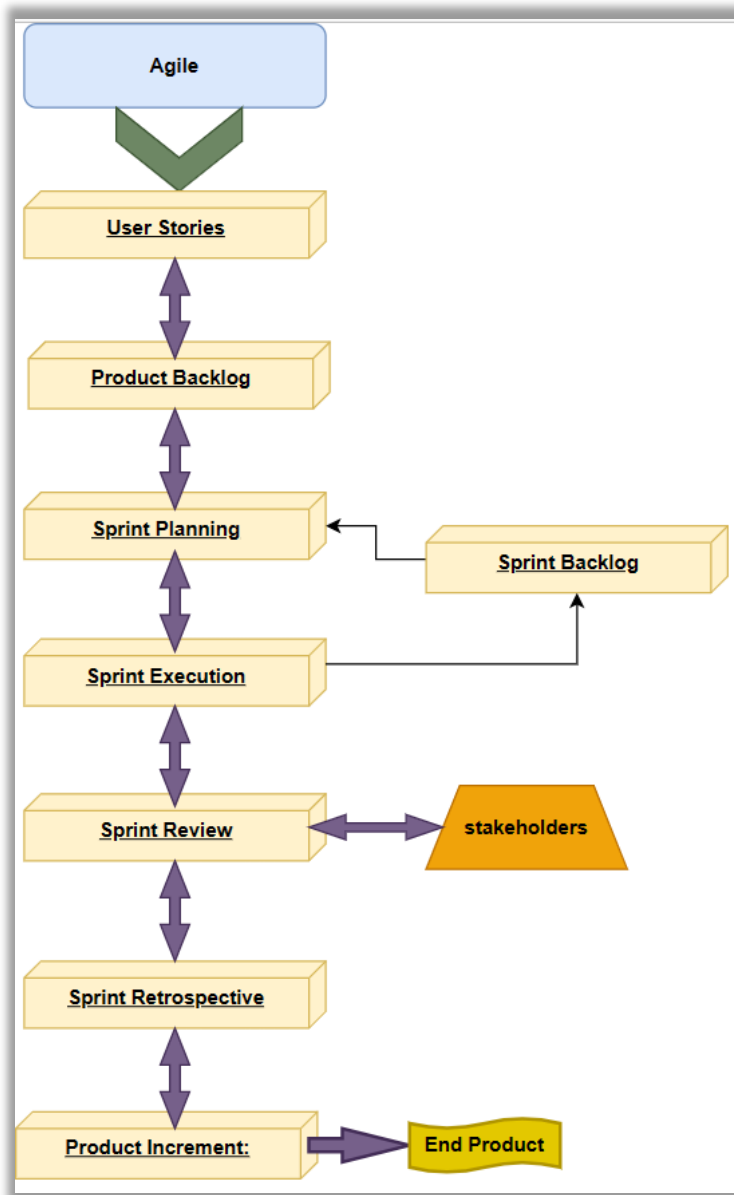 Agile
User Stories
Product Backlog
Sprint Planning
Sprint Backlog
Sprint Execution
Sprint Review
stakeholders
Sprint Retrospective
Product Increment:
End Product